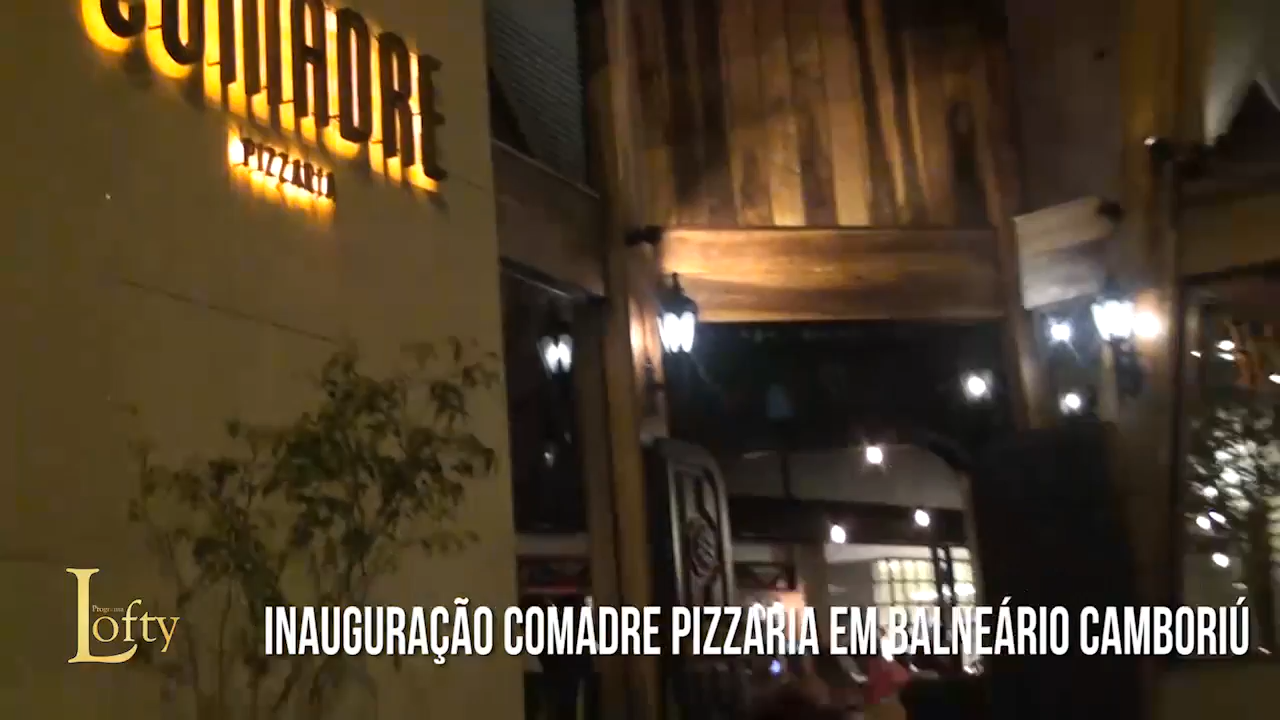 COMADRE
PIZZARIA
Programa
Lofty
INAUGURAÇÃO COMADRE PIZZARIA EM BALNEÁRIO CAMBORIÚ